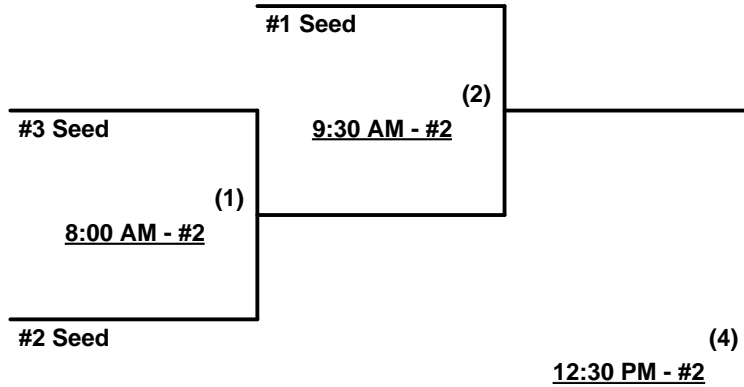 #1 Seed
(2)
#3 Seed
9:30 AM - #2
(1)
8:00 AM - #2
#2 Seed
(4)
12:30 PM - #2